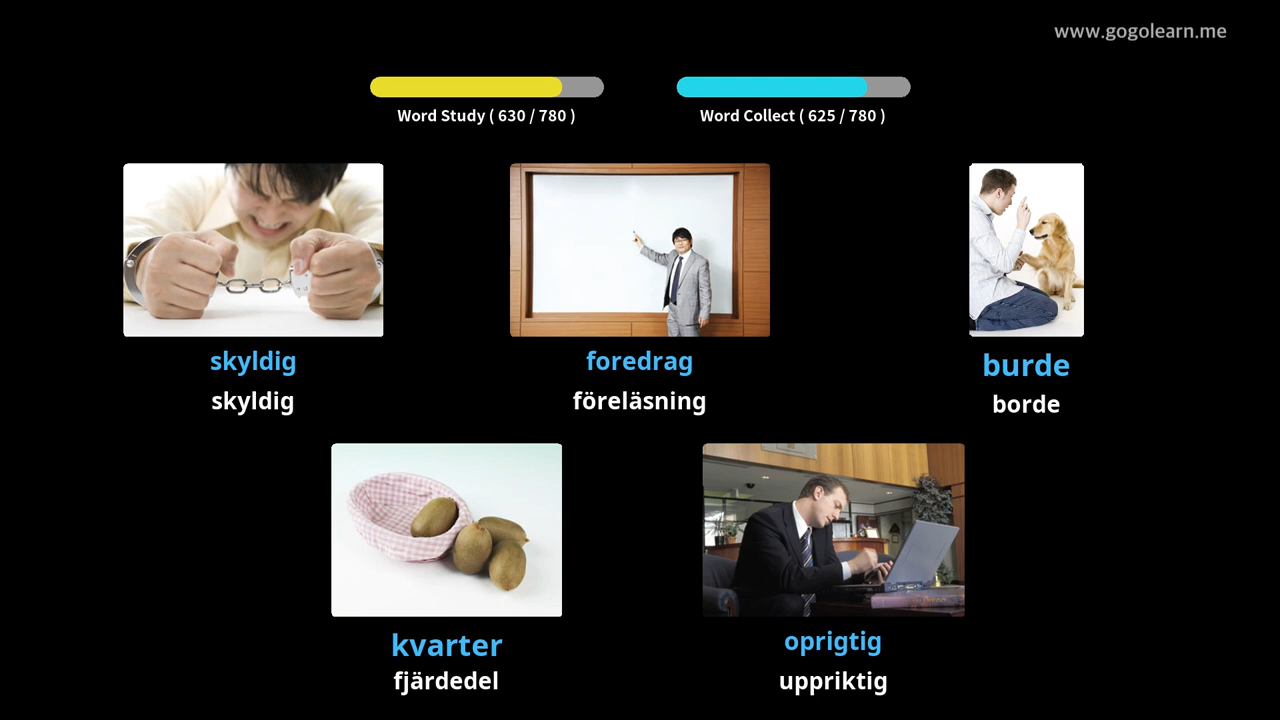 www.gogolearn.me
Word Study ( 630 / 780 )
Word Collect ( 625 / 780 )
skyldig
skyldig
foredrag
föreläsning
burde
borde
kvarter
fjärdedel
oprigtig
uppriktig